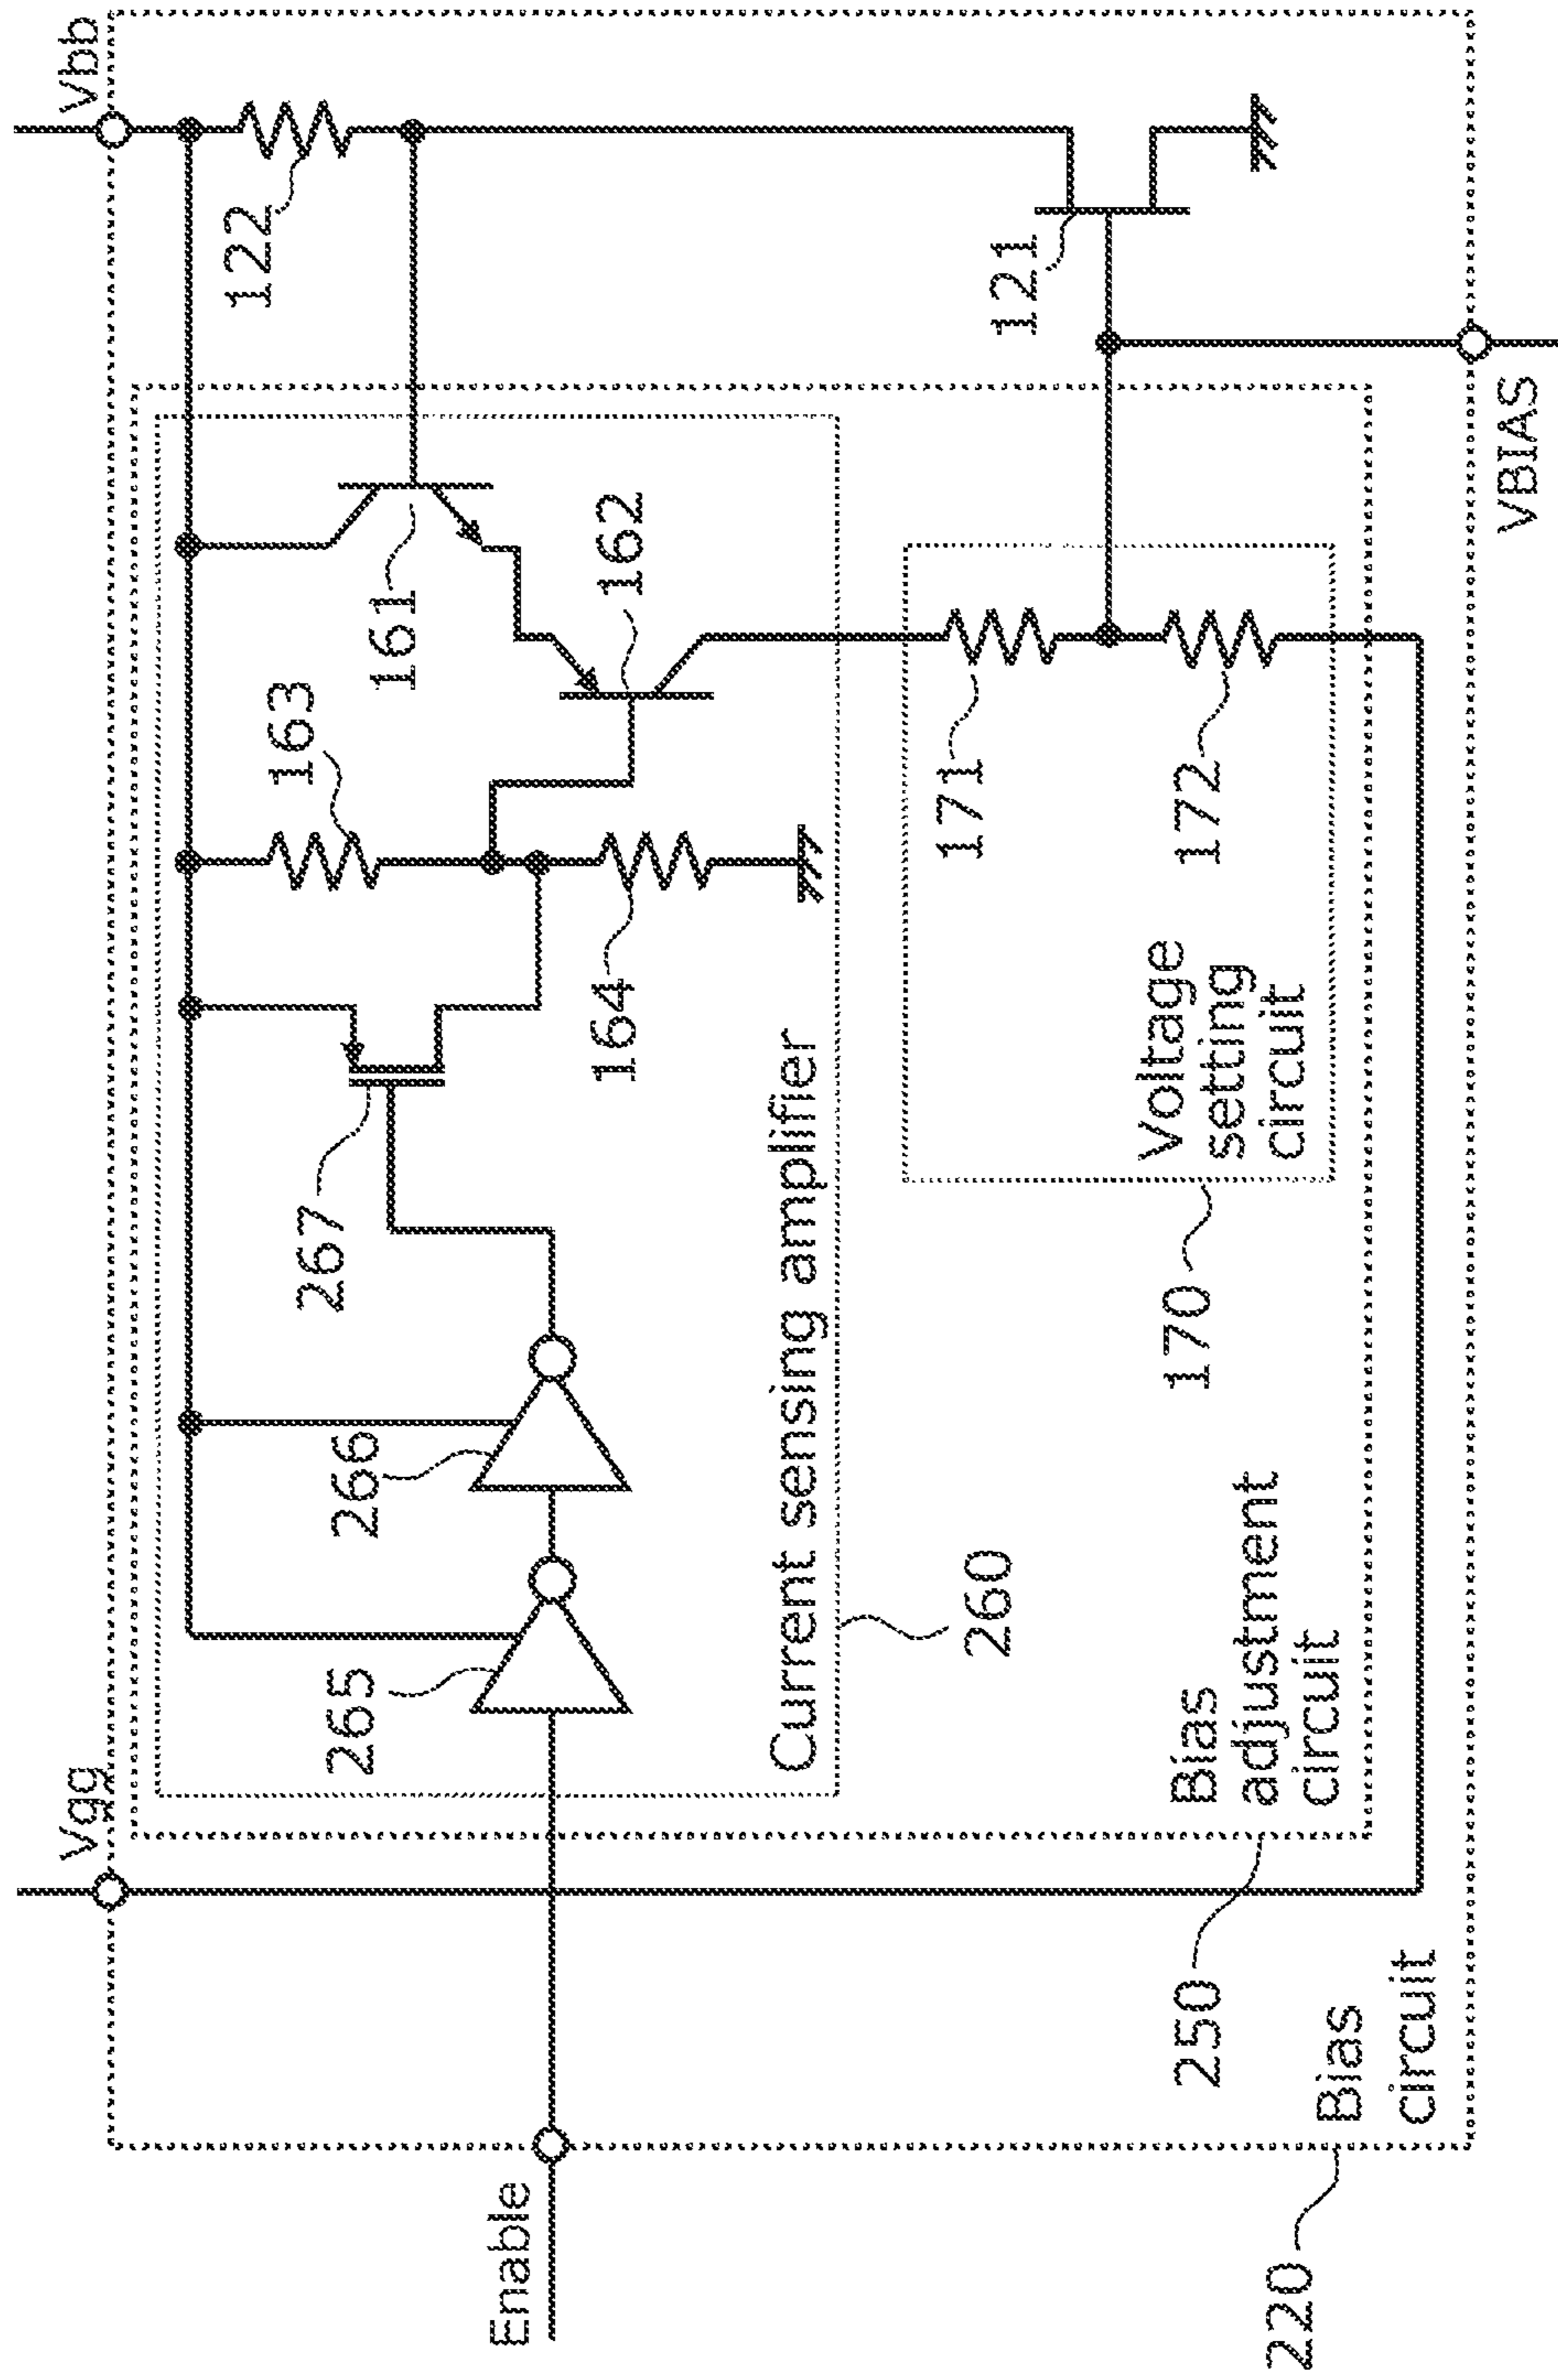 Vgg
Vbb
Enable
265
266
267
163
161
122
162
164
Current sensing amplifier
260
171
172
121
Voltage
setting
circuit
170
Bias
adjustment
circuit
250
Bias
circuit
220
VBIAS